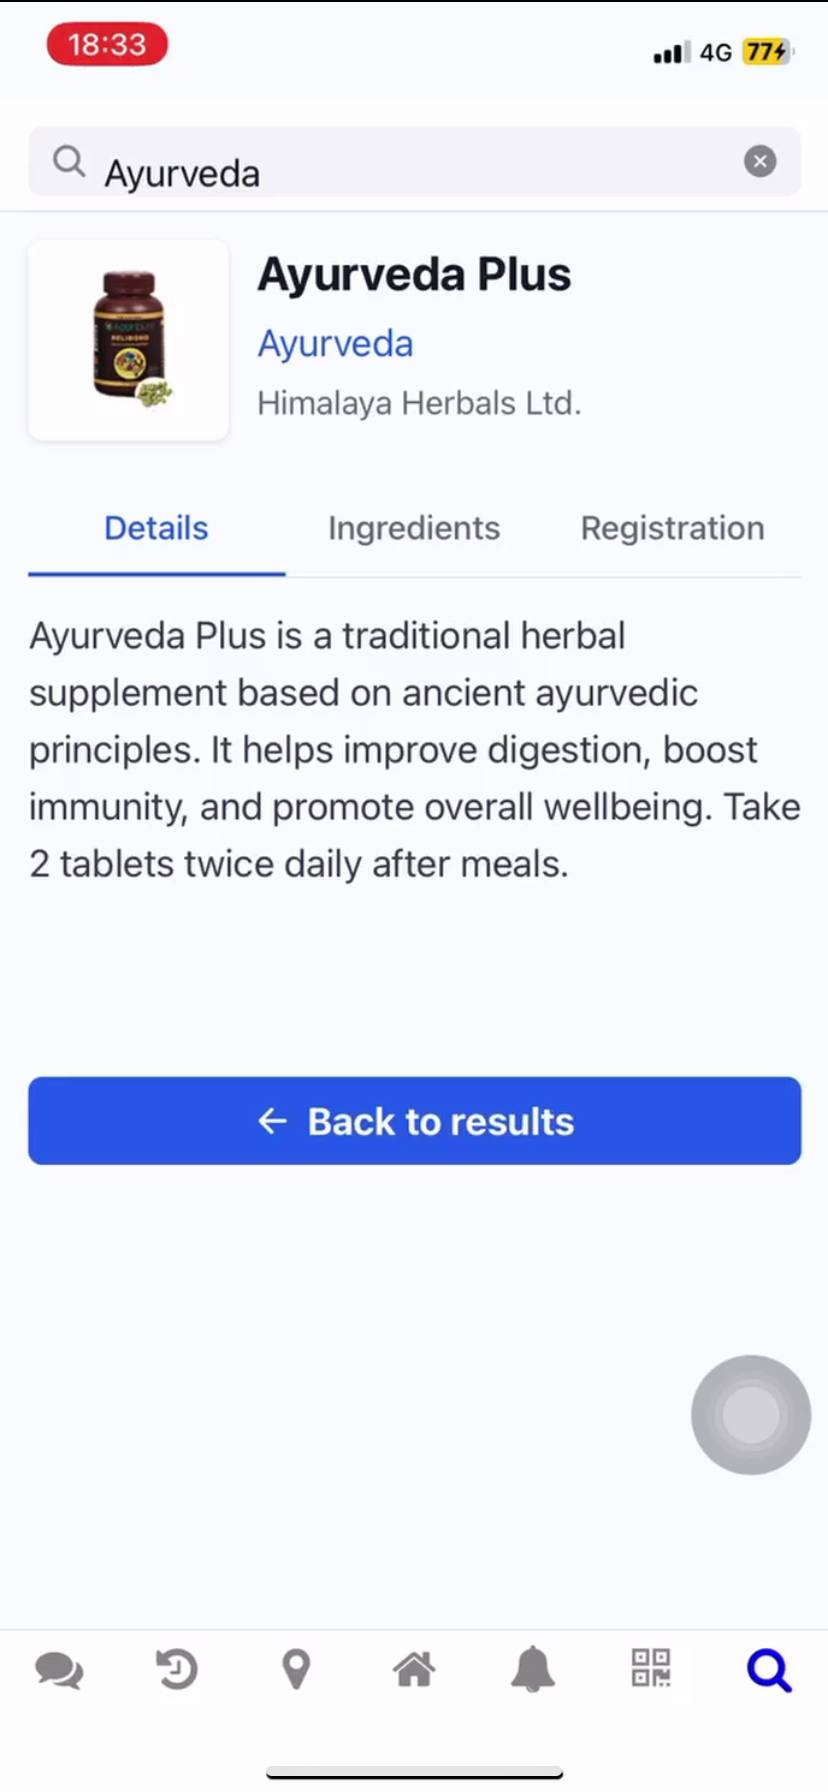 18:33
4G
77
Ayurveda
Ayurveda Plus
Ayurveda
Himalaya Herbals Ltd.
Details
Ingredients
Registration
Ayurveda Plus is a traditional herbal
supplement based on ancient ayurvedic
principles. It helps improve digestion, boost
immunity, and promote overall wellbeing. Take
2 tablets twice daily after meals.
← Back to results